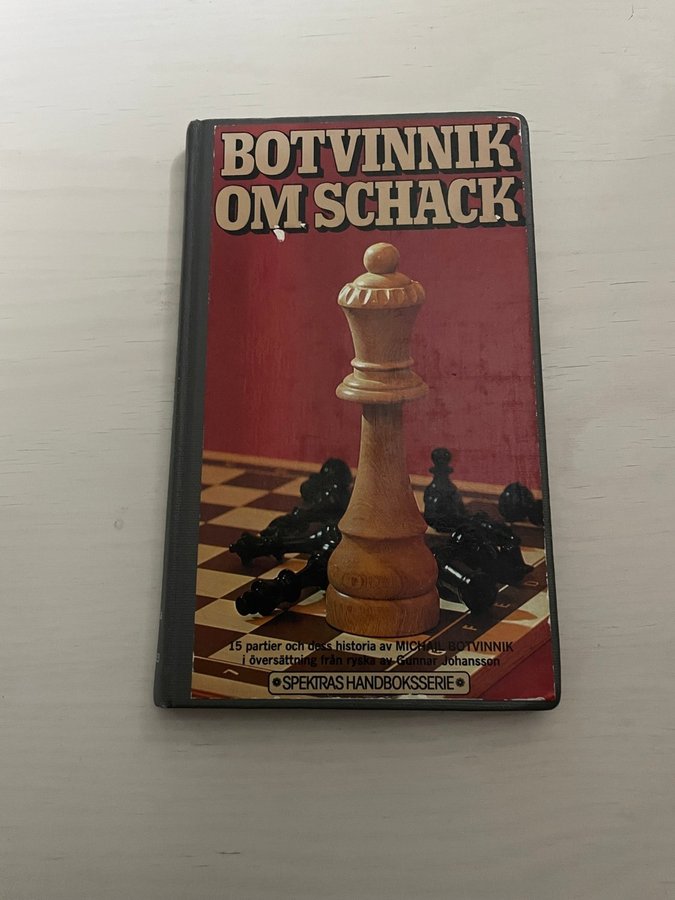 BOTVINNIK
OM SCHACK
15 partier och dess historia av MICHAIL BOTVINNIK
i översättning från ryska av Gunnar Johansson
SPEKTRAS HANDBOKSSERIE